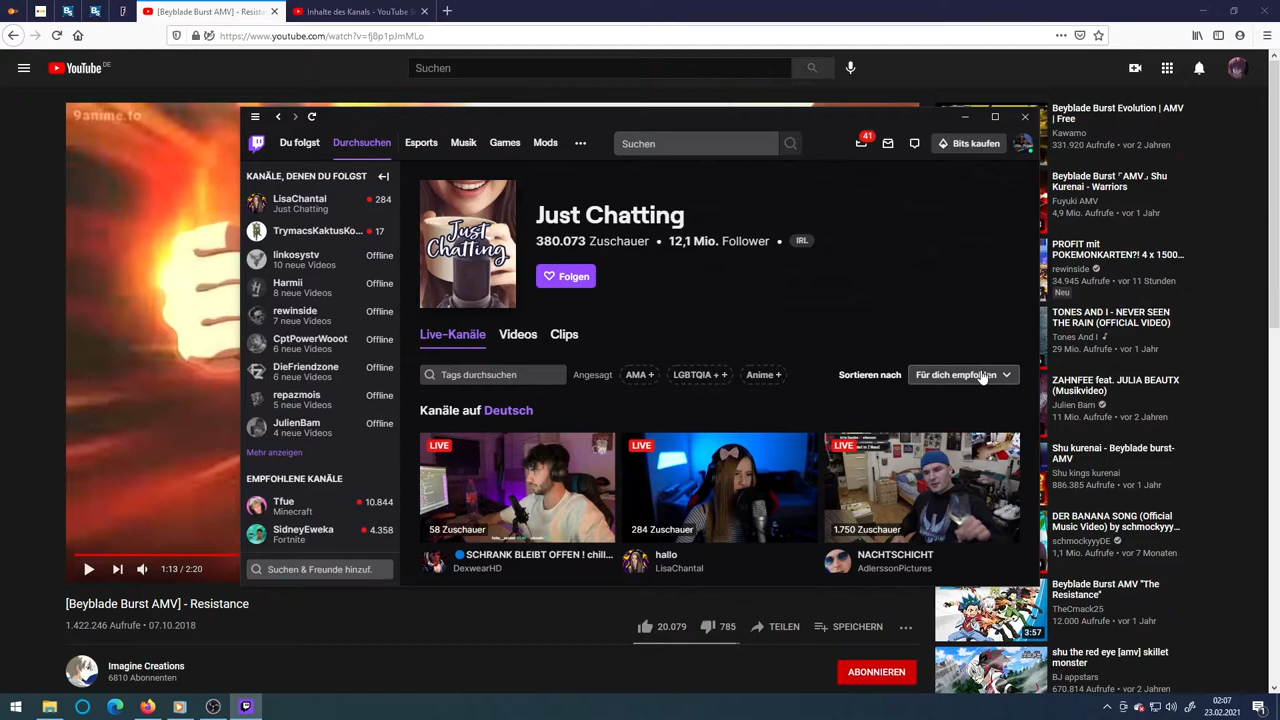 [Beyblade Burst AMV] - Resista
Inhalte des Kanals - YouTube S
https://www.youtube.com/watch?v=fj8p1pJmMLo
YouTube DE
Suchen
9anime.to
Du folgst
Durchsuchen
Esports
Musik
Games
Mods
Suchen
41
Bits kaufen
KANÄLE, DENEN DU FOLGST
LisaChantal
284
Just Chatting
TrymacsKaktusKo...
17
linkosystv
Offline
10 neue Videos
Harmii
Offline
8 neue Videos
rewinside
Offline
7 neue Videos
CptPowerWooot
Offline
6 neue Videos
DieFriendzone
Offline
6 neue Videos
repazmois
Offline
5 neue Videos
JulienBam
Offline
4 neue Videos
Mehr anzeigen
EMPFOHLENE KANÄLE
Tfue
10.844
Minecraft
SidneyEweka
4.358
Fortnite
Suchen & Freunde hinzuf.
Just Chatting
Just Chatting
380.073 Zuschauer • 12,1 Mio. Follower • IRL
Folgen
Live-Kanäle
Videos
Clips
Tags durchsuchen
Angesagt
AMA +
LGBTQIA + +
Anime +
Sortieren nach
Für dich empfohlen
Kanäle auf Deutsch
LIVE
58 Zuschauer
SCHRANK BLEIBT OFFEN ! chill...
DexwearHD
LIVE
284 Zuschauer
hallo
LisaChantal
LIVE
1.750 Zuschauer
NACHTSCHICHT
AdlerssonPictures
1:13 / 2:20
[Beyblade Burst AMV] - Resistance
1.422.246 Aufrufe • 07.10.2018
20.079
785
TEILEN
SPEICHERN
Imagine Creations
6810 Abonnenten
ABONNIEREN
Beyblade Burst Evolution | AMV
| Free
Kawamo
331.920 Aufrufe • vor 2 Jahren
Beyblade Burst「AMV」Shu
Kurenai - Warriors
Fuyuki AMV
4,9 Mio. Aufrufe • vor 1 Jahr
PROFIT mit
POKEMONKARTEN?! 4 x 1500...
rewinside
34.945 Aufrufe • vor 11 Stunden
Neu
TONES AND I - NEVER SEEN
THE RAIN (OFFICIAL VIDEO)
Tones And I
29 Mio. Aufrufe • vor 1 Jahr
ZAHNFEE feat. JULIA BEAUTX
(Musikvideo)
Julien Bam
11 Mio. Aufrufe • vor 2 Jahren
Shu kurenai - Beyblade burst-
AMV
Shu kings kurenai
886.385 Aufrufe • vor 1 Jahr
DER BANANA SONG (Official
Music Video) by schmockyyy...
schmockyyyDE
1,1 Mio. Aufrufe • vor 7 Monaten
Beyblade AMV "The
Resistance"
TheCmack25
12.000 Aufrufe • vor 1 Jahr
3:57
shu the red eye [amv] skillet
monster
BJ appstars
670.814 Aufrufe • vor 2 Jahren
02:07
23.02.2021
1